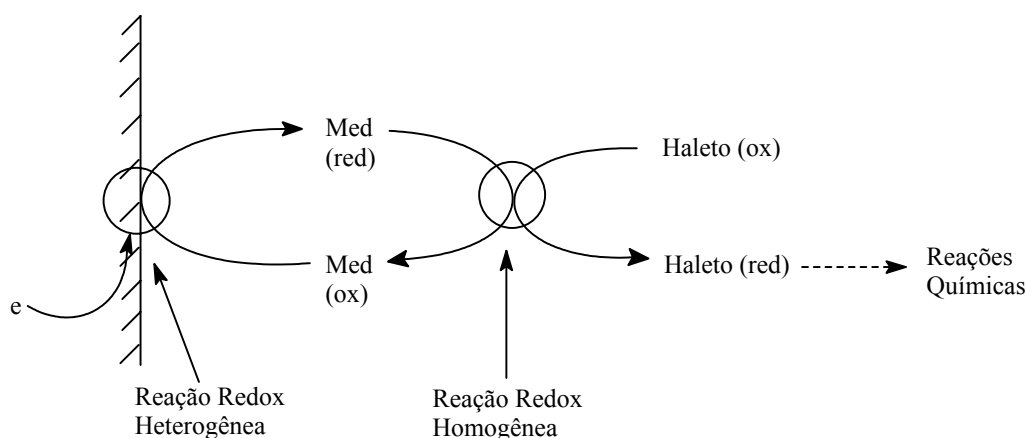 Med
(red)
Haleto (ox)
Med
(ox)
Haleto (red)
Reações
Químicas
e
Reação Redox
Heterogênea
Reação Redox
Homogênea